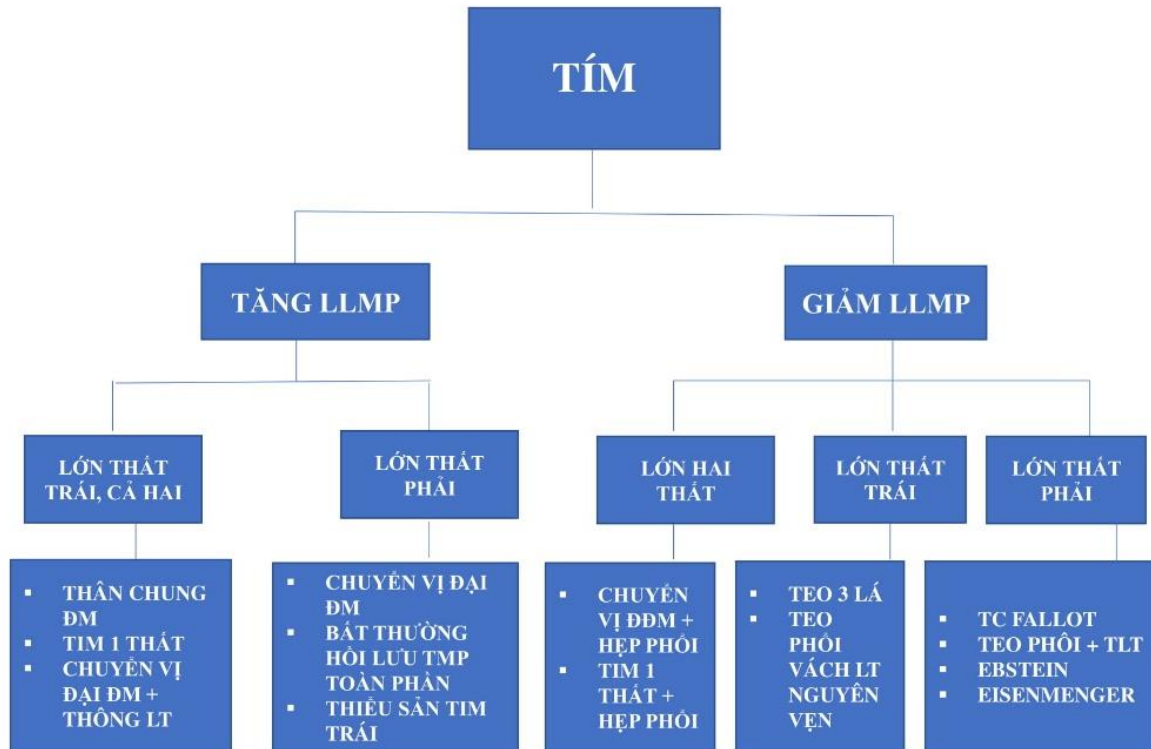 TÍM
TĂNG LLMP
GIẢM LLMP
LỚN THẤT
TRÁI, CẢ HAI
LỚN THẤT
PHẢI
LỚN HAI
THẤT
LỚN THẤT
TRÁI
LỚN THẤT
PHẢI
▪ THÂN CHUNG
ĐM
▪ TIM 1 THẤT
▪ CHUYỂN VỊ
ĐẠI ĐM +
THÔNG LT
▪ CHUYỂN VỊ ĐẠI
ĐM
▪ BẤT THƯỜNG
HỒI LƯU TMP
TOÀN PHẦN
▪ THIỂU SẢN TIM
TRÁI
▪ CHUYỂN
VỊ ĐĐM +
HẸP PHỔI
▪ TIM 1
THẤT +
HẸP PHỔI
▪ TEO 3 LÁ
▪ TEO
PHỔI
VÁCH LT
NGUYÊN
VẸN
▪ TC FALLOT
▪ TEO PHÔI + TLT
▪ EBSTEIN
▪ EISENMENGER